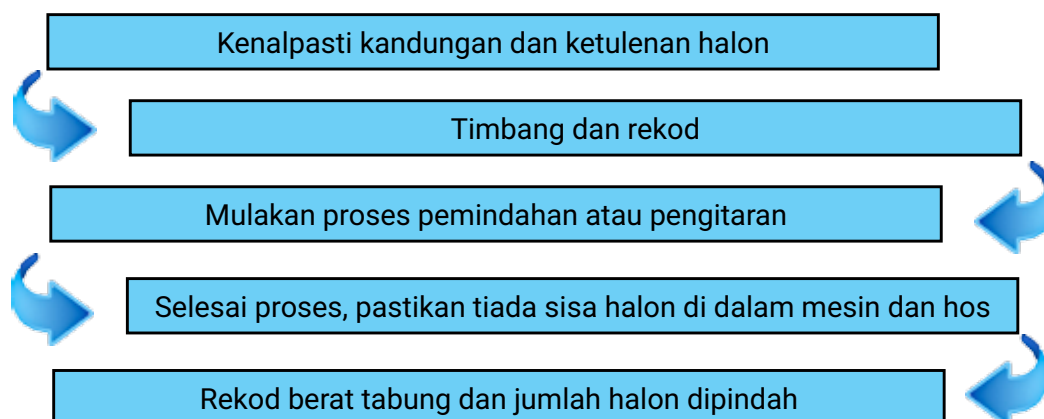 Kenalpasti kandungan dan ketulenan halon
Timbang dan rekod
Mulakan proses pemindahan atau pengitaran
Selesai proses, pastikan tiada sisa halon di dalam mesin dan hos
Rekod berat tabung dan jumlah halon dipindah